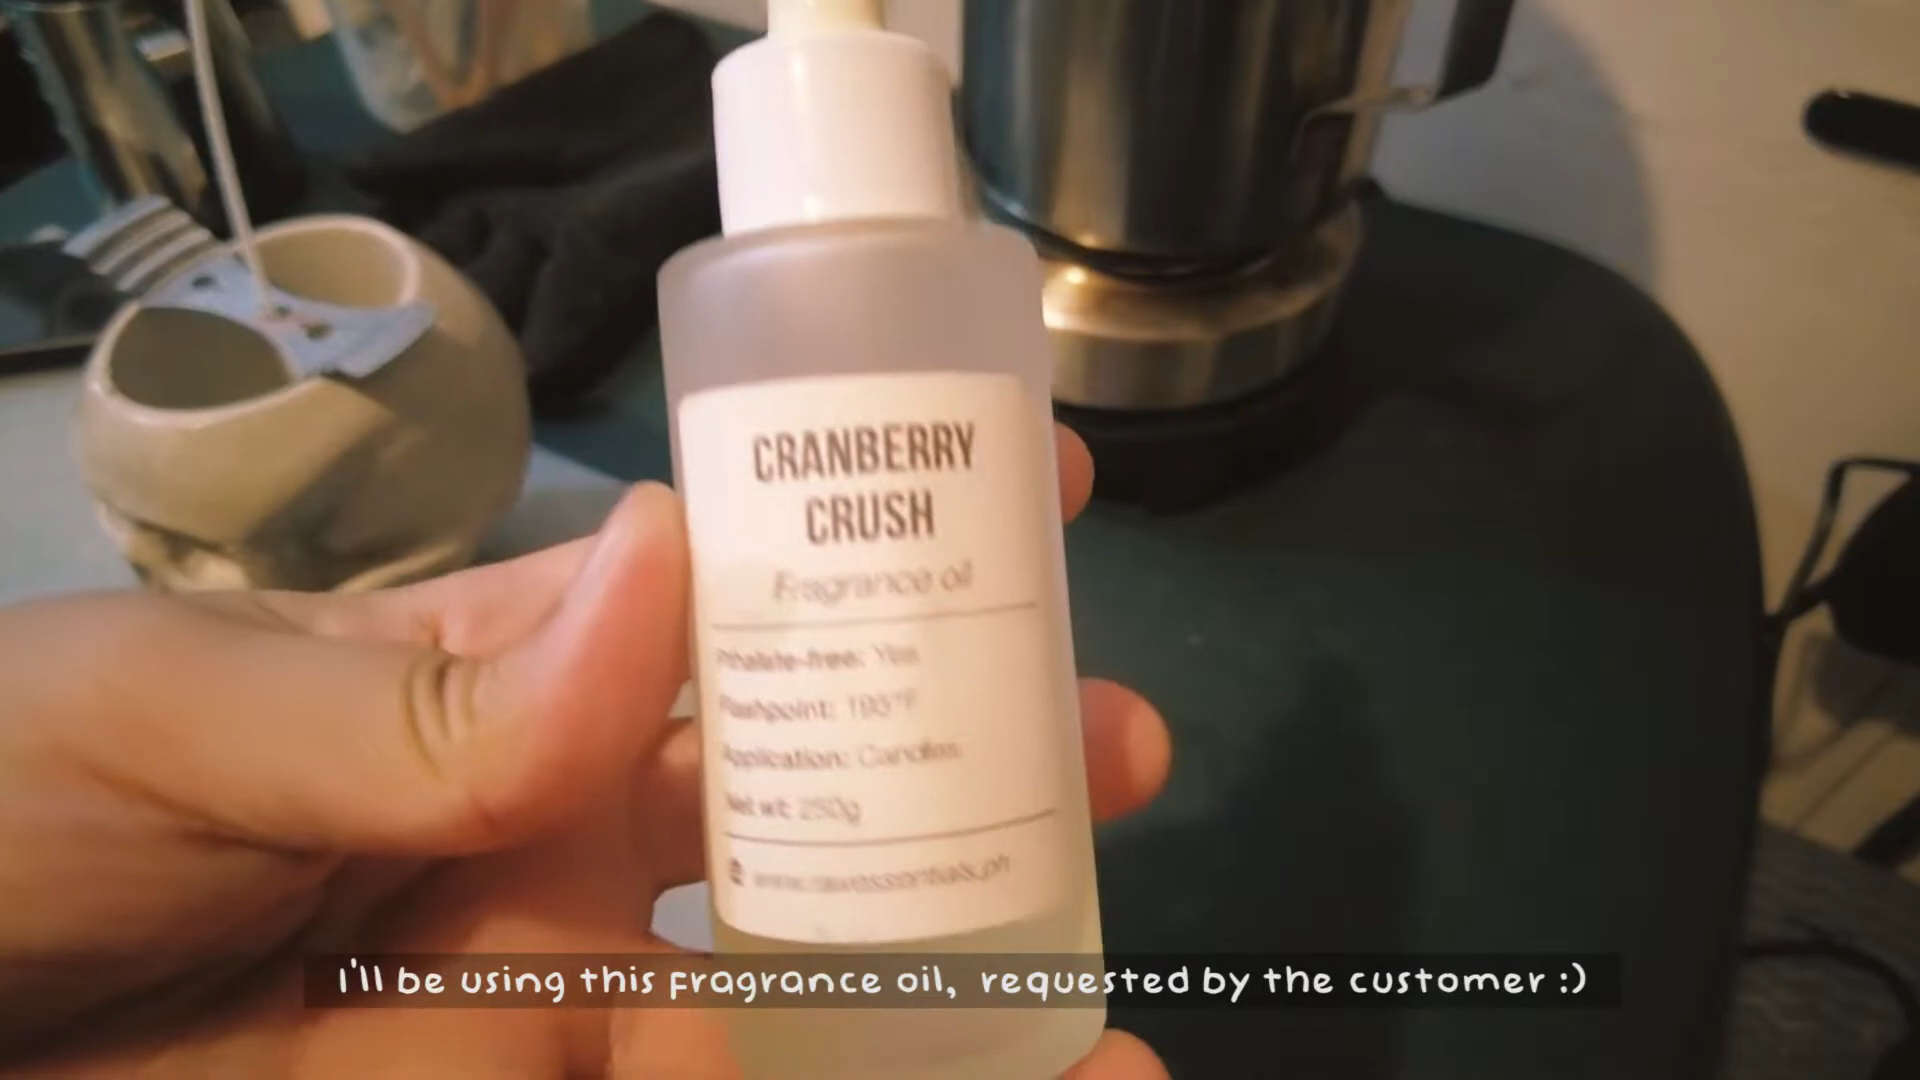 CRANBERRY
CRUSH
Fragrance oil
Phthalate-free: Yes
Flashpoint: 195°F
Application: Candles
Net wt: 250g
I'll be using this fragrance oil, requested by the customer :)